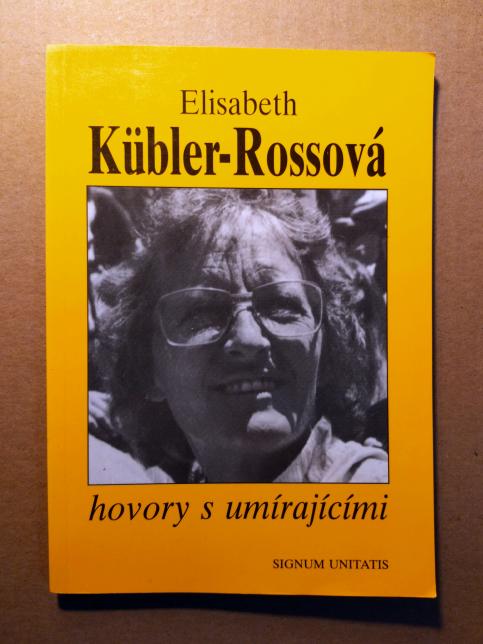 Elisabeth
Kübler-Rossová
hovory s umírajícími
SIGNUM UNITATIS